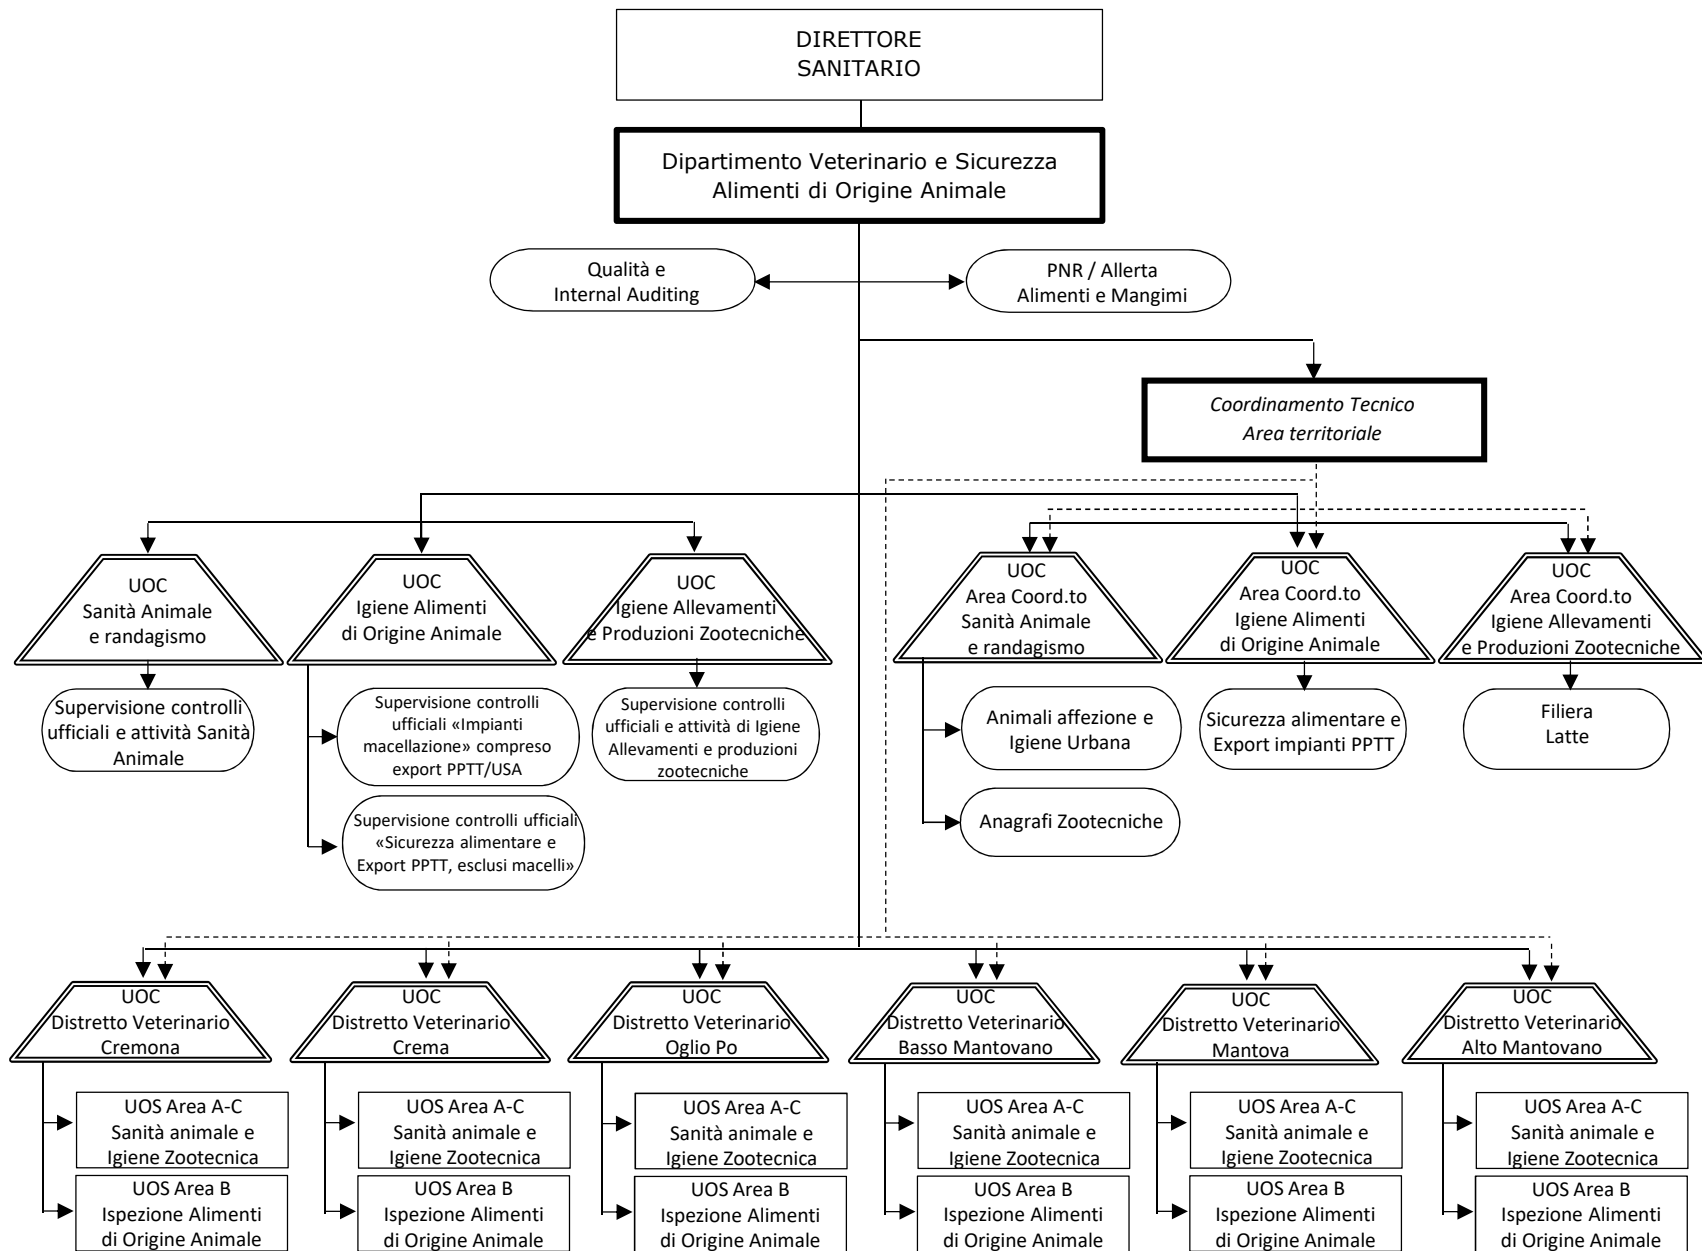 DIRETTORE
SANITARIO
Dipartimento Veterinario e Sicurezza
Alimenti di Origine Animale
Qualità e
Internal Auditing
PNR / Allerta
Alimenti e Mangimi
Coordinamento Tecnico
Area territoriale
UOC
Sanità Animale
e randagismo
UOC
Igiene Alimenti
di Origine Animale
UOC
Igiene Allevamenti
e Produzioni Zootecniche
UOC
Area Coord.to
Sanità Animale
e randagismo
UOC
Area Coord.to
Igiene Alimenti
di Origine Animale
UOC
Area Coord.to
Igiene Allevamenti
e Produzioni Zootecniche
Supervisione controlli
ufficiali e attività Sanità
Animale
Supervisione controlli
ufficiali «Impianti
macellazione» compreso
export PPTT/USA
Supervisione controlli
ufficiali e attività di Igiene
Allevamenti e produzioni
zootecniche
Animali affezione e
Igiene Urbana
Sicurezza alimentare e
Export impianti PPTT
Filiera
Latte
Supervisione controlli ufficiali
«Sicurezza alimentare e
Export PPTT, esclusi macelli»
Anagrafi Zootecniche
UOC
Distretto Veterinario
Cremona
UOC
Distretto Veterinario
Crema
UOC
Distretto Veterinario
Oglio Po
UOC
Distretto Veterinario
Basso Mantovano
UOC
Distretto Veterinario
Mantova
UOC
Distretto Veterinario
Alto Mantovano
UOS Area A-C
Sanità animale e
Igiene Zootecnica
UOS Area A-C
Sanità animale e
Igiene Zootecnica
UOS Area A-C
Sanità animale e
Igiene Zootecnica
UOS Area A-C
Sanità animale e
Igiene Zootecnica
UOS Area A-C
Sanità animale e
Igiene Zootecnica
UOS Area A-C
Sanità animale e
Igiene Zootecnica
UOS Area B
Ispezione Alimenti
di Origine Animale
UOS Area B
Ispezione Alimenti
di Origine Animale
UOS Area B
Ispezione Alimenti
di Origine Animale
UOS Area B
Ispezione Alimenti
di Origine Animale
UOS Area B
Ispezione Alimenti
di Origine Animale
UOS Area B
Ispezione Alimenti
di Origine Animale